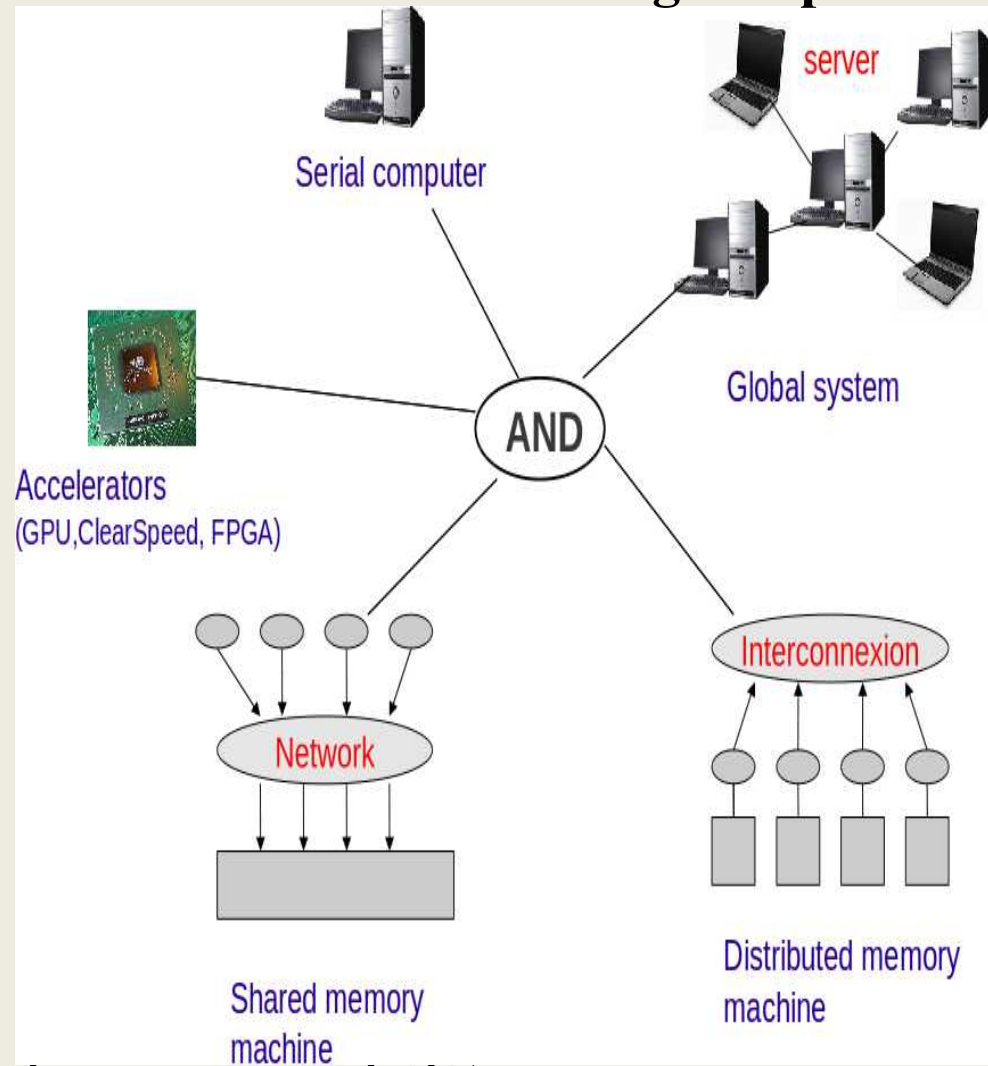 Serial computer
server
Global system
AND
Accelerators
(GPU,ClearSpeed, FPGA)
Network
Shared memory
machine
Interconnexion
Distributed memory
machine